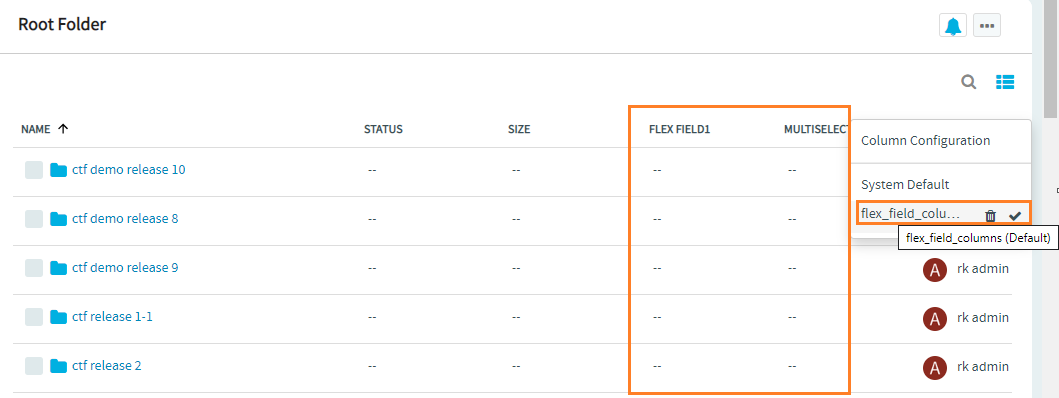 Root Folder
NAME STATUS SIZE FLEX FIELD1 MULTISELECT
Column Configuration
System Default
flex_field_colu...
flex_field_columns (Default)
ctf demo release 10 -- -- -- --
ctf demo release 8 -- -- -- --
ctf demo release 9 -- -- -- -- A rk admin
ctf release 1-1 -- -- -- -- A rk admin
ctf release 2 -- -- -- -- A rk admin